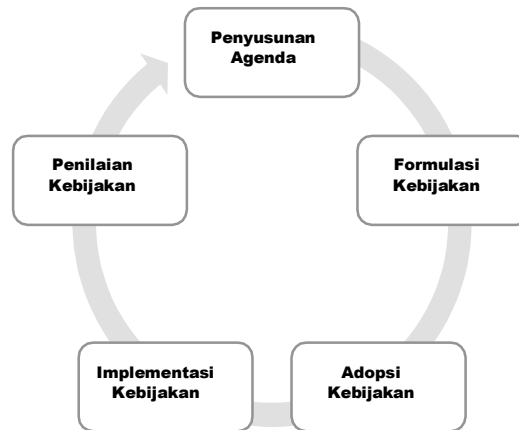 Penyusunan
Agenda
Formulasi
Kebijakan
Adopsi
Kebijakan
Implementasi
Kebijakan
Penilaian
Kebijakan